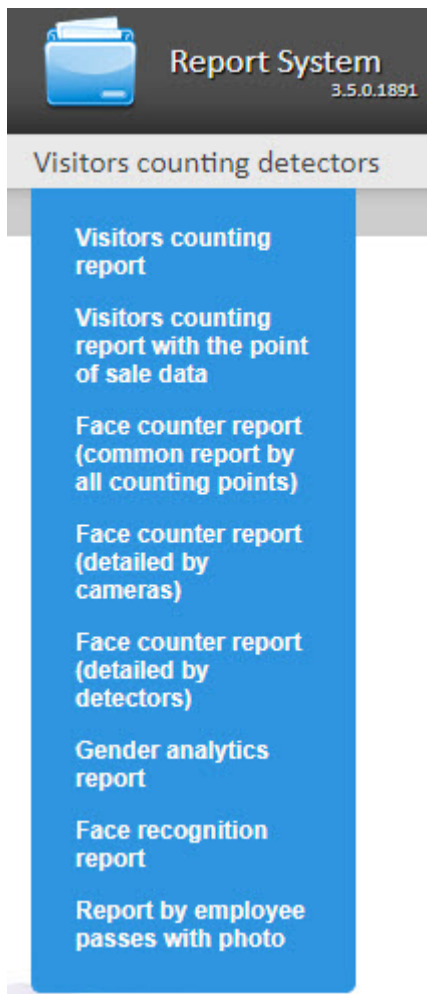 Report System
3.5.0.1891
Visitors counting detectors
Visitors counting
report
Visitors counting
report with the point
of sale data
Face counter report
(common report by
all counting points)
Face counter report
(detailed by
cameras)
Face counter report
(detailed by
detectors)
Gender analytics
report
Face recognition
report
Report by employee
passes with photo